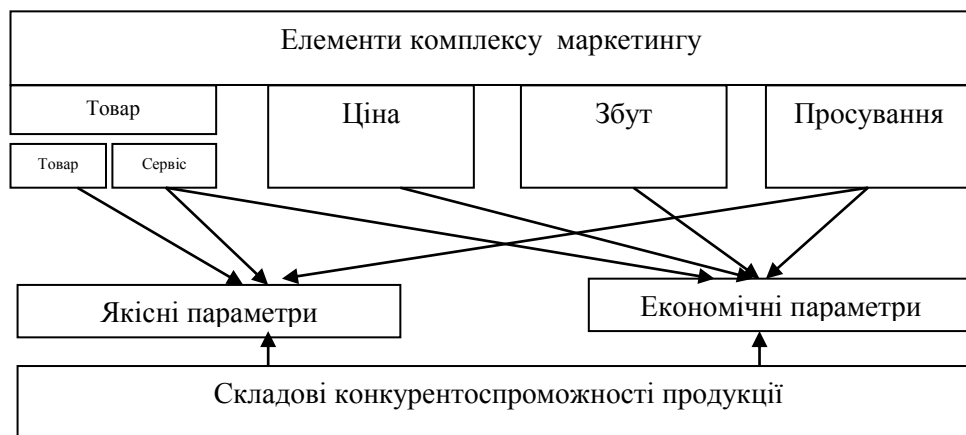 Елементи комплексу маркетингу
Товар
Ціна
Збут
Просування
Товар
Сервіс
Якісні параметри
Економічні параметри
Складові конкурентоспроможності продукції